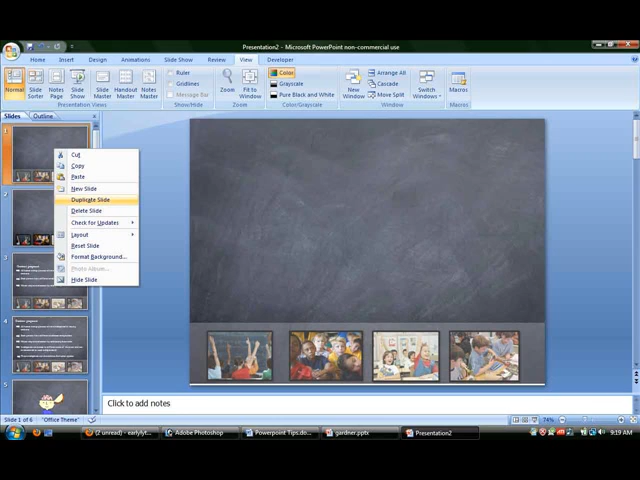 Presentation2 - Microsoft PowerPoint non-commercial use
Home Insert Design Animations Slide Show Review View Developer
Normal Slide Sorter Notes Page Slide Show Slide Master Handout Master Notes Master
Ruler
Gridlines
Message Bar
Zoom Fit to Window
Color
Grayscale
Pure Black and White
New Window
Arrange All
Cascade
Move Split
Switch Windows
Macros
Presentation Views Show/Hide Zoom Color/Grayscale Window Macros
Slides Outline
1
2
3
4
5
Cut
Copy
Paste
New Slide
Duplicate Slide
Delete Slide
Check for Updates
Layout
Reset Slide
Format Background...
Photo Album...
Hide Slide
Click to add notes
Slide 1 of 6 "Office Theme" 74%
Adobe Photoshop Powerpoint Tips.do... gardner.pptx Presentation2 9:19 AM